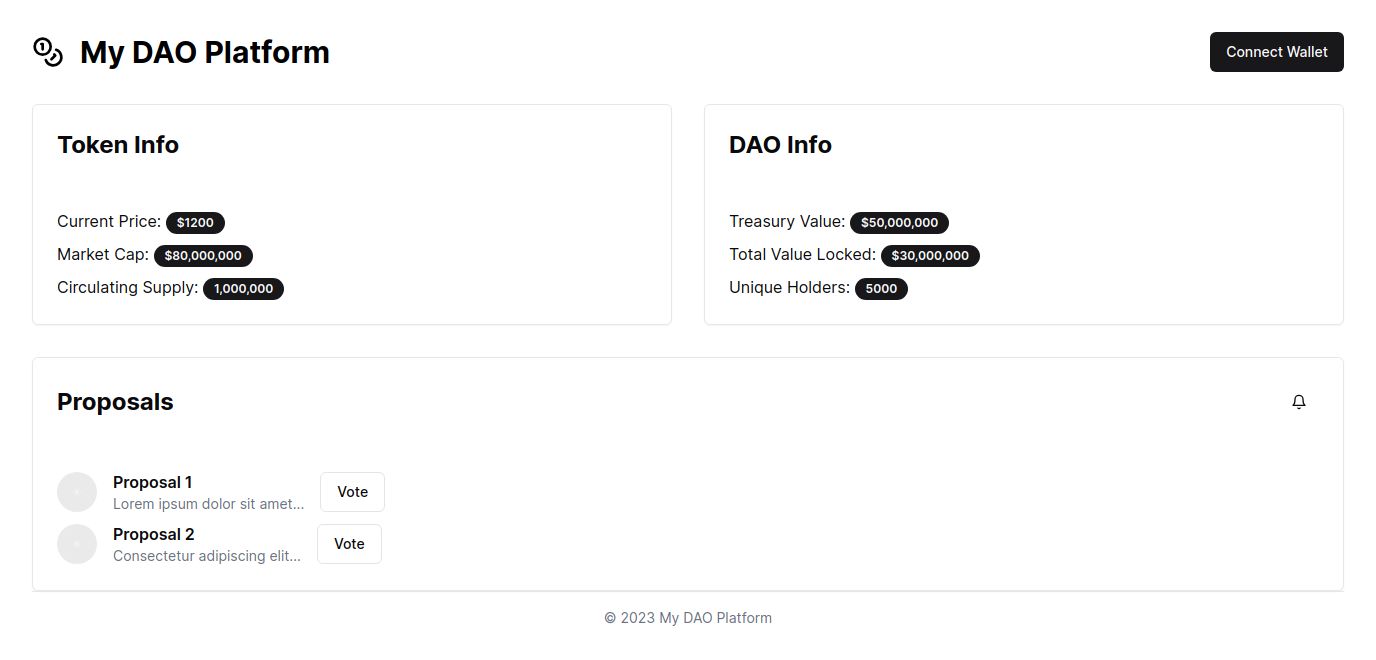 My DAO Platform
Connect Wallet
Token Info
Current Price: $1200
Market Cap: $80,000,000
Circulating Supply: 1,000,000
DAO Info
Treasury Value: $50,000,000
Total Value Locked: $30,000,000
Unique Holders: 5000
Proposals
Proposal 1
Lorem ipsum dolor sit amet...
Vote
Proposal 2
Consectetur adipiscing elit...
Vote
© 2023 My DAO Platform